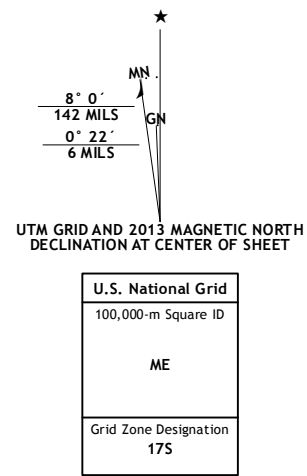 ★
MN
8° 0´
142 MILS
GN
0° 22´
6 MILS
UTM GRID AND 2013 MAGNETIC NORTH
DECLINATION AT CENTER OF SHEET
U.S. National Grid
100,000-m Square ID
ME
Grid Zone Designation
17S